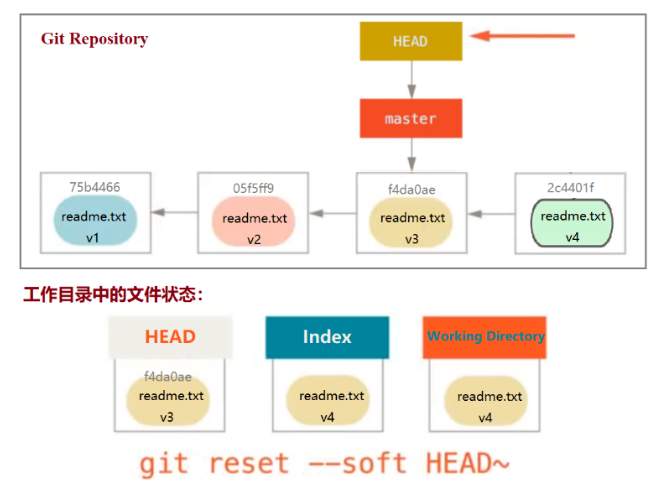 Git Repository
HEAD
master
75b4466
05f5ff9
f4da0ae
2c4401f
readme.txt
v1
readme.txt
v2
readme.txt
v3
readme.txt
v4
工作目录中的文件状态：
HEAD
Index
Working Directory
f4da0ae
readme.txt
v3
readme.txt
v4
readme.txt
v4
git reset --soft HEAD~